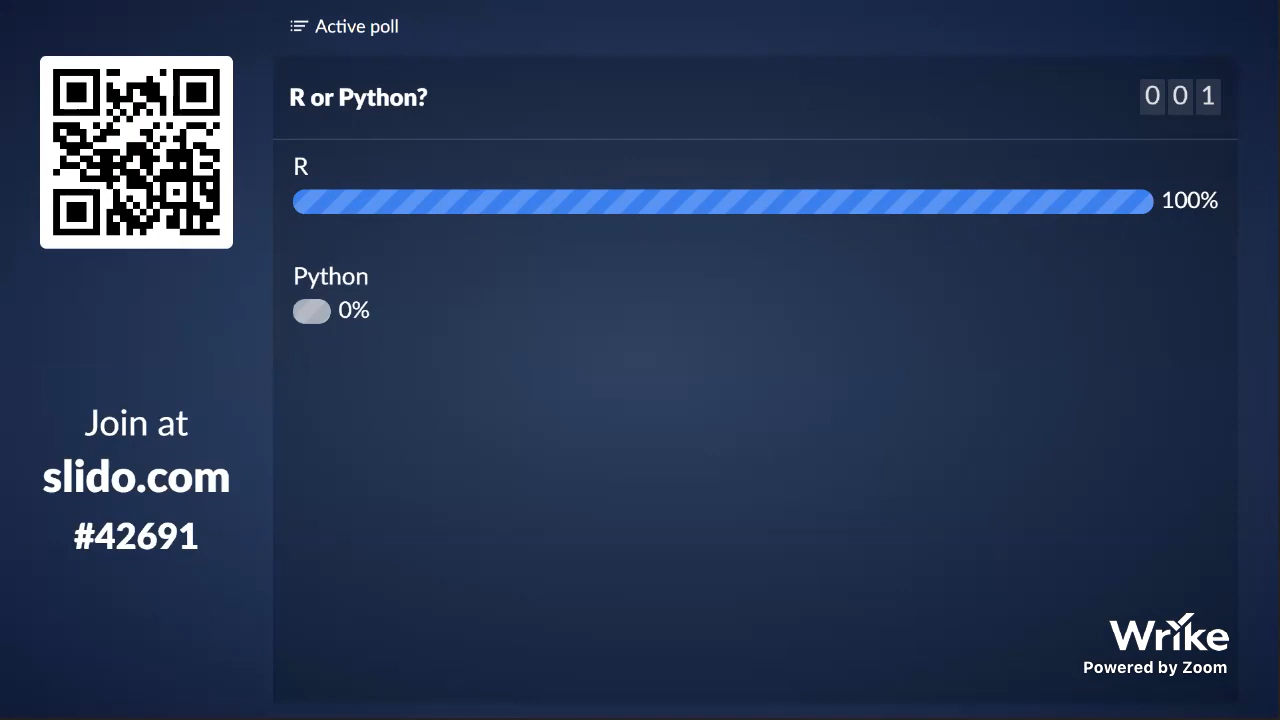 Active poll
R or Python?
001
R
100%
Python
0%
Join at
slido.com
#42691
Wrike
Powered by Zoom